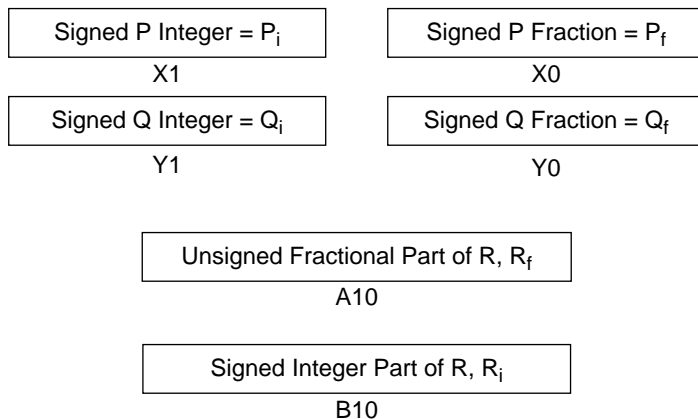 Signed P Integer = Pi
Signed P Fraction = Pf
X1
X0
Signed Q Integer = Qi
Signed Q Fraction = Qf
Y1
Y0
Unsigned Fractional Part of R, Rf
A10
Signed Integer Part of R, Ri
B10